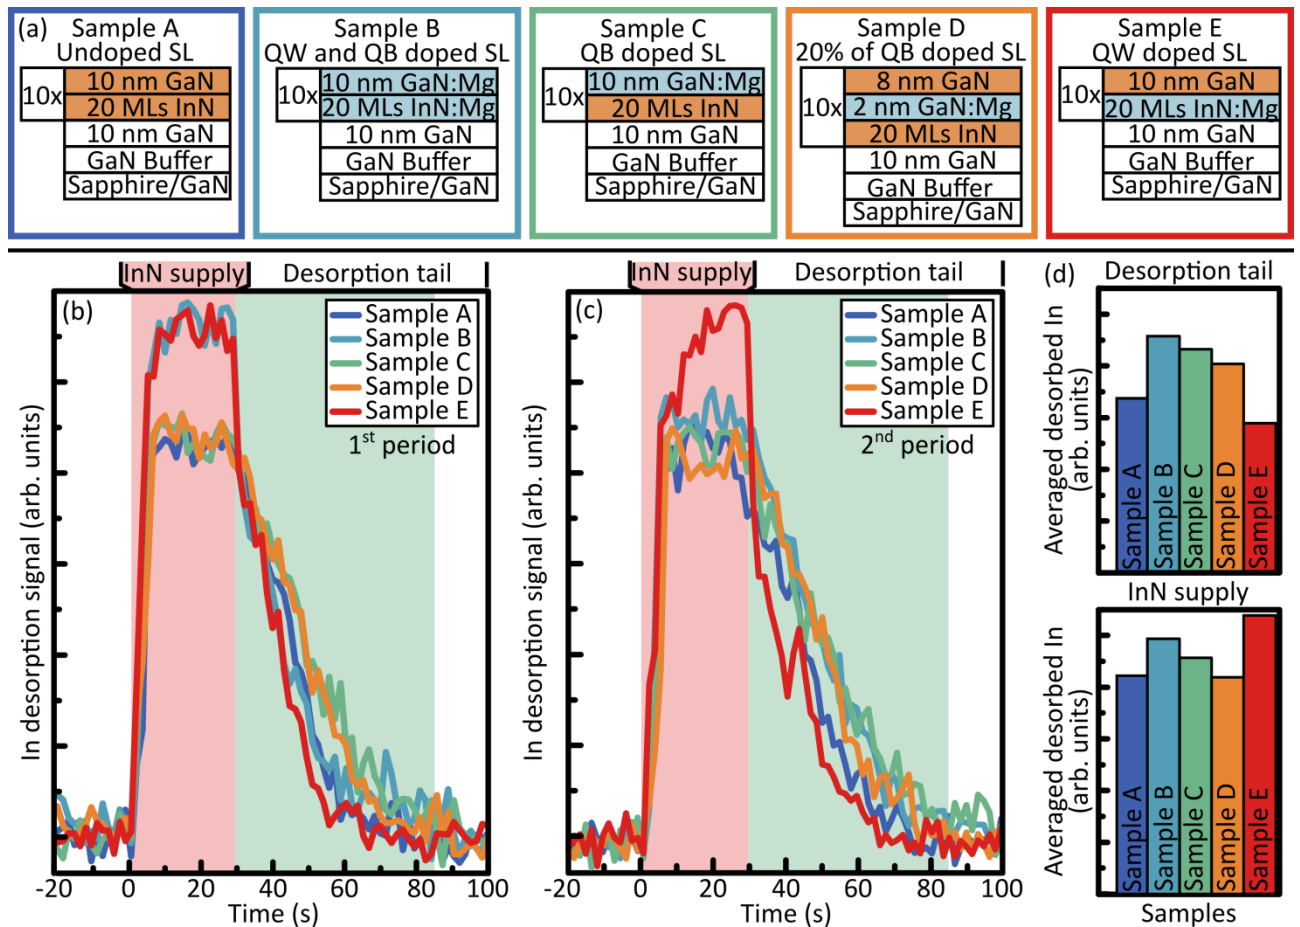 (a)
Sample A
Undoped SL
10x
10 nm GaN
20 MLs InN
10 nm GaN
GaN Buffer
Sapphire/GaN
Sample B
QW and QB doped SL
10x
10 nm GaN:Mg
20 MLs InN:Mg
10 nm GaN
GaN Buffer
Sapphire/GaN
Sample C
QB doped SL
10x
10 nm GaN:Mg
20 MLs InN
10 nm GaN
GaN Buffer
Sapphire/GaN
Sample D
20% of QB doped SL
10x
8 nm GaN
2 nm GaN:Mg
20 MLs InN
10 nm GaN
GaN Buffer
Sapphire/GaN
Sample E
QW doped SL
10x
10 nm GaN
20 MLs InN:Mg
10 nm GaN
GaN Buffer
Sapphire/GaN
InN supply
Desorption tail
(b)
Sample A
Sample B
Sample C
Sample D
Sample E
1st period
In desorption signal (arb. units)
-20 0 20 40 60 80 100
Time (s)
InN supply
Desorption tail
(c)
Sample A
Sample B
Sample C
Sample D
Sample E
2nd period
In desorption signal (arb. units)
-20 0 20 40 60 80 100
Time (s)
(d)
Desorption tail
Averaged desorbed In
(arb. units)
Sample A
Sample B
Sample C
Sample D
Sample E
InN supply
Averaged desorbed In
(arb. units)
Sample A
Sample B
Sample C
Sample D
Sample E
Samples